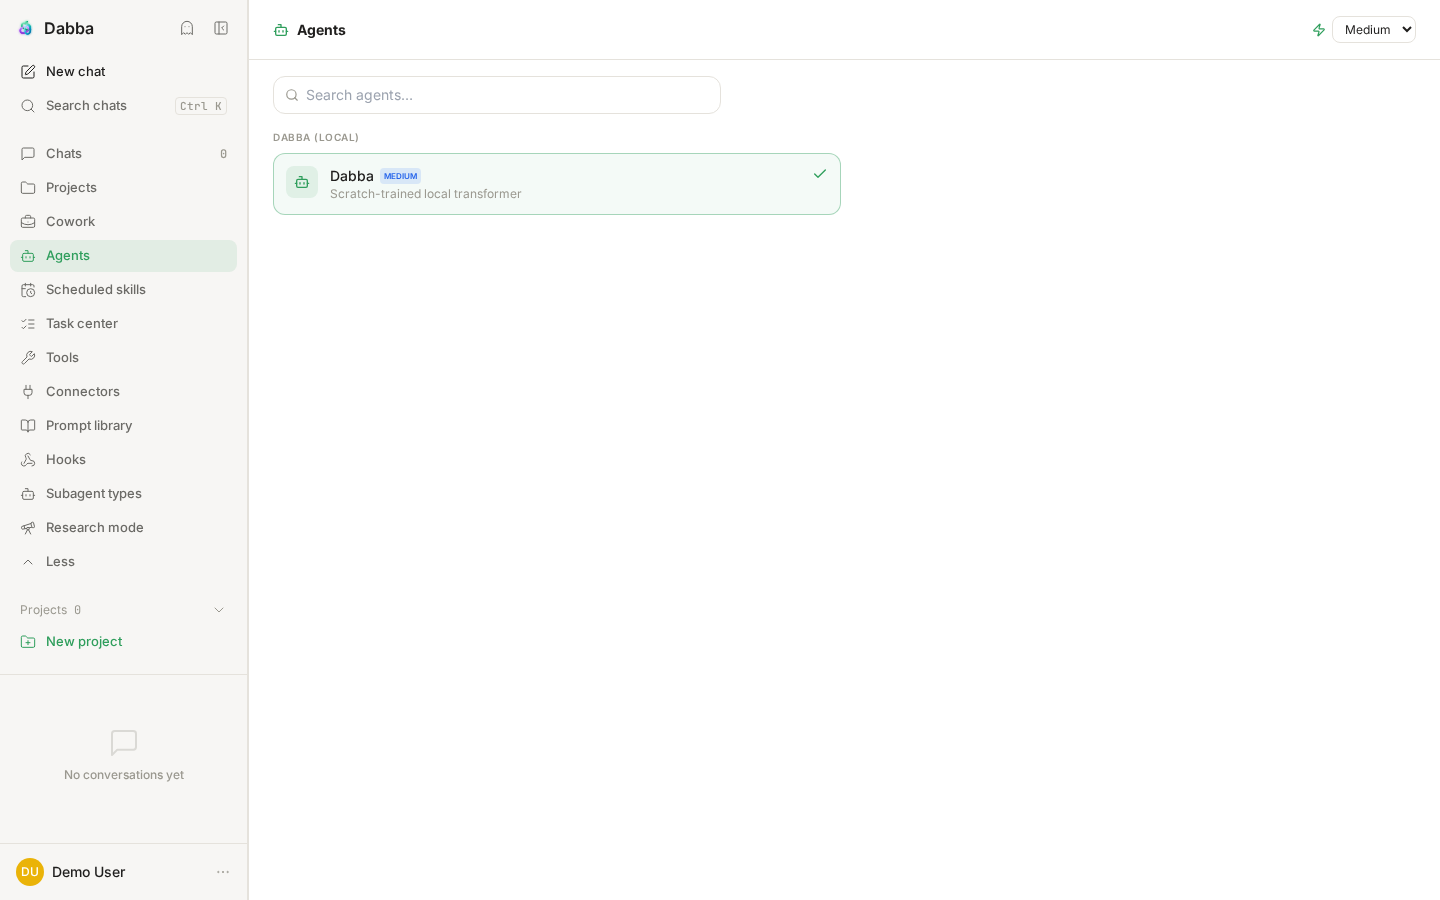 Dabba
New chat
Search chats
Ctrl K
Chats
0
Projects
Cowork
Agents
Scheduled skills
Task center
Tools
Connectors
Prompt library
Hooks
Subagent types
Research mode
Less
Projects 0
New project
No conversations yet
DU
Demo User
Agents
Medium
Search agents...
DABBA (LOCAL)
Dabba MEDIUM
Scratch-trained local transformer